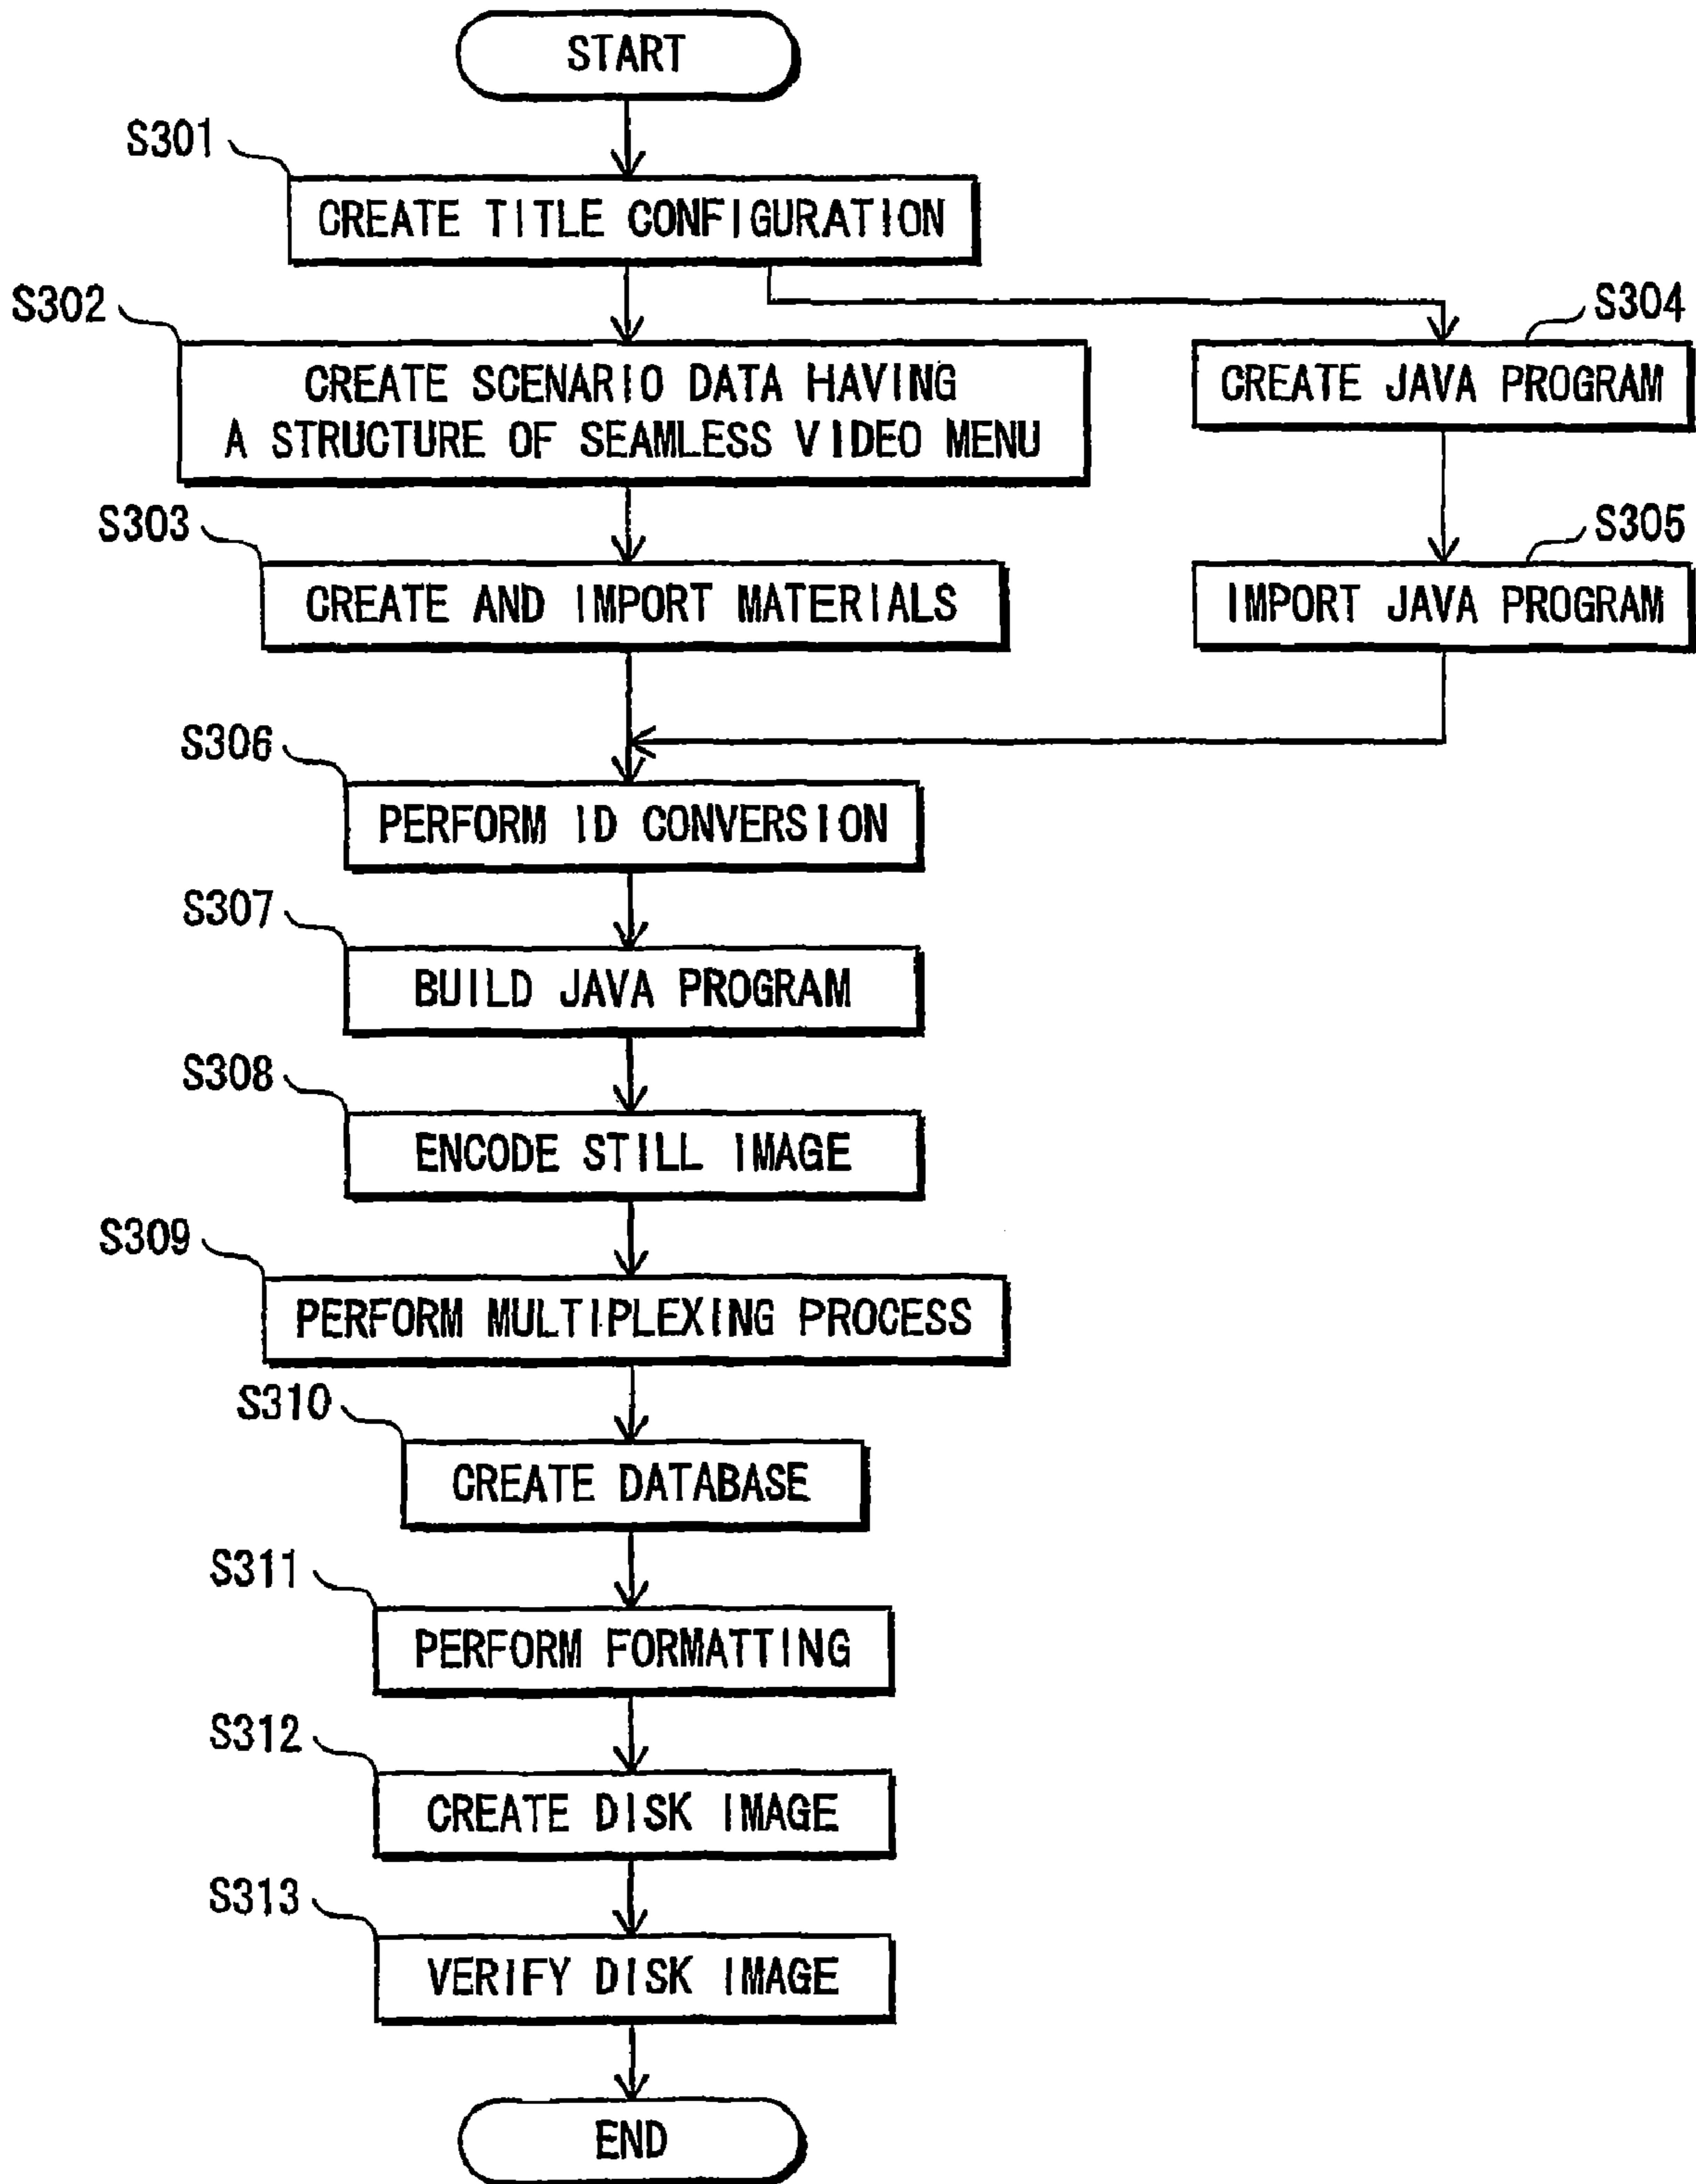 START
S301
CREATE TITLE CONFIGURATION
S302
CREATE SCENARIO DATA HAVING
A STRUCTURE OF SEAMLESS VIDEO MENU
S304
CREATE JAVA PROGRAM
S303
CREATE AND IMPORT MATERIALS
S305
IMPORT JAVA PROGRAM
S306
PERFORM ID CONVERSION
S307
BUILD JAVA PROGRAM
S308
ENCODE STILL IMAGE
S309
PERFORM MULTIPLEXING PROCESS
S310
CREATE DATABASE
S311
PERFORM FORMATTING
S312
CREATE DISK IMAGE
S313
VERIFY DISK IMAGE
END